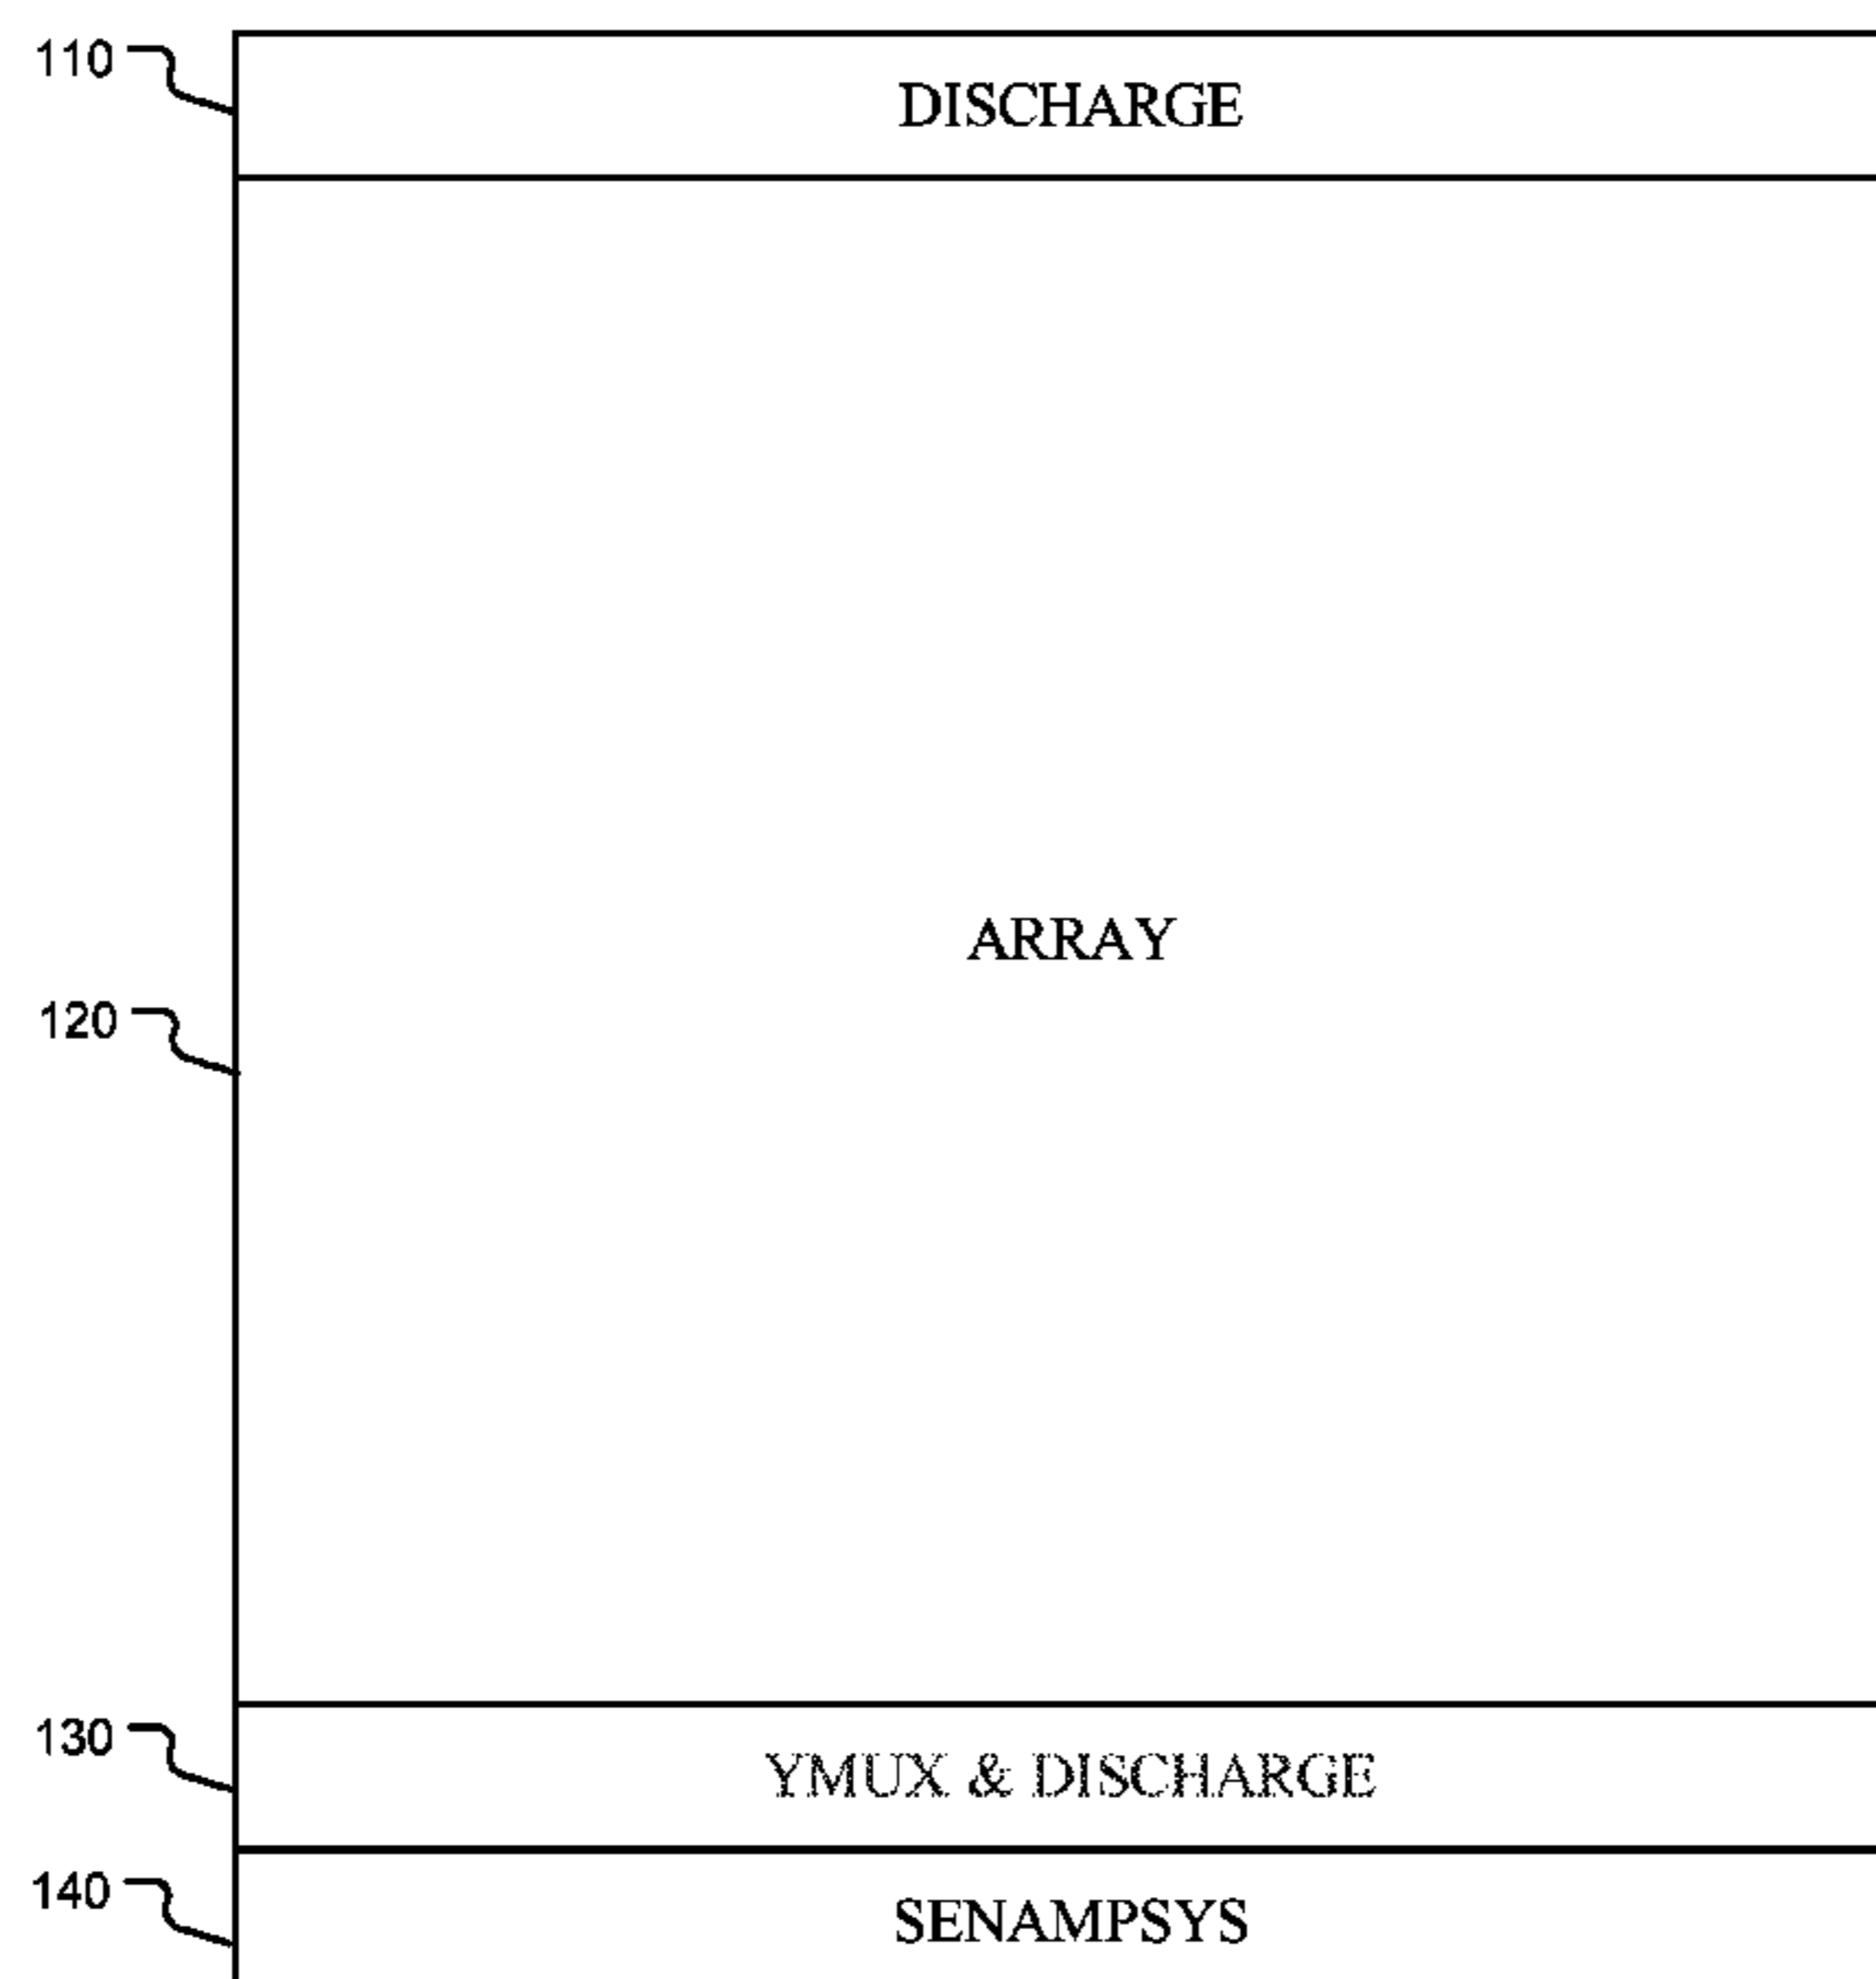 110
DISCHARGE
ARRAY
120
130
YMUX & DISCHARGE
140
SENAMPSYS